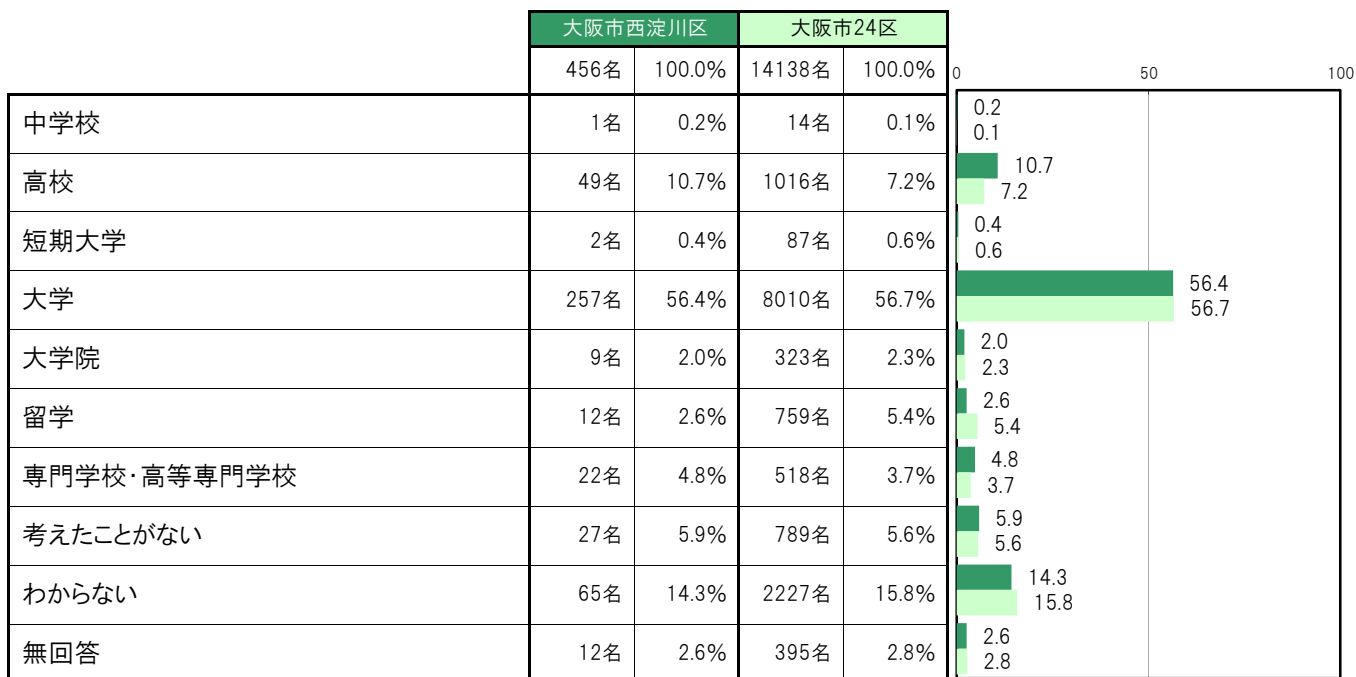 大阪市西淀川区 大阪市24区
456名 100.0% 14138名 100.0% 0 50 100
中学校 1名 0.2% 14名 0.1% 0.2
0.1
高校 49名 10.7% 1016名 7.2% 10.7
7.2
短期大学 2名 0.4% 87名 0.6% 0.4
0.6
大学 257名 56.4% 8010名 56.7% 56.4
56.7
大学院 9名 2.0% 323名 2.3% 2.0
2.3
留学 12名 2.6% 759名 5.4% 2.6
5.4
専門学校・高等専門学校 22名 4.8% 518名 3.7% 4.8
3.7
考えたことがない 27名 5.9% 789名 5.6% 5.9
5.6
わからない 65名 14.3% 2227名 15.8% 14.3
15.8
無回答 12名 2.6% 395名 2.8% 2.6
2.8